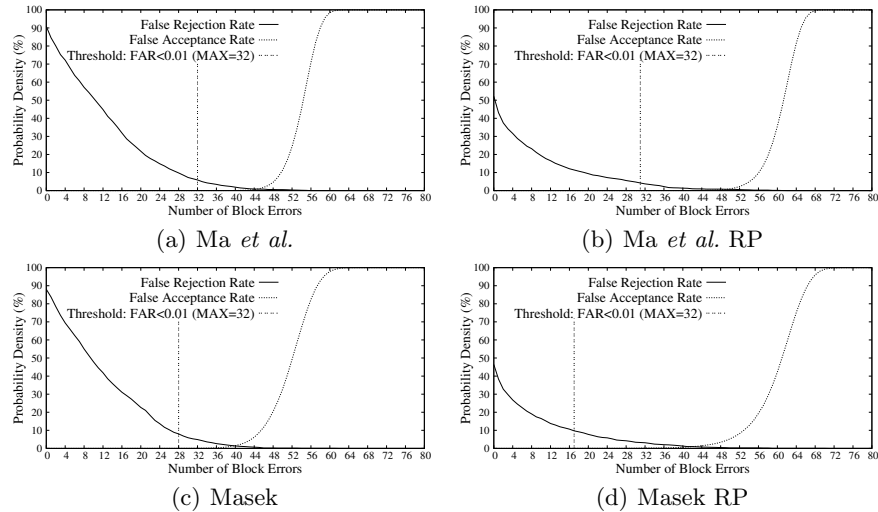 100
90
80
70
60
50
40
30
20
10
0
Probability Density (%)
False Rejection Rate
False Acceptance Rate
Threshold: FAR<0.01 (MAX=32)
0 4 8 12 16 20 24 28 32 36 40 44 48 52 56 60 64 68 72 76 80
Number of Block Errors
(a) Ma et al.
100
90
80
70
60
50
40
30
20
10
0
Probability Density (%)
False Rejection Rate
False Acceptance Rate
Threshold: FAR<0.01 (MAX=32)
0 4 8 12 16 20 24 28 32 36 40 44 48 52 56 60 64 68 72 76 80
Number of Block Errors
(b) Ma et al. RP
100
90
80
70
60
50
40
30
20
10
0
Probability Density (%)
False Rejection Rate
False Acceptance Rate
Threshold: FAR<0.01 (MAX=32)
0 4 8 12 16 20 24 28 32 36 40 44 48 52 56 60 64 68 72 76 80
Number of Block Errors
(c) Masek
100
90
80
70
60
50
40
30
20
10
0
Probability Density (%)
False Rejection Rate
False Acceptance Rate
Threshold: FAR<0.01 (MAX=32)
0 4 8 12 16 20 24 28 32 36 40 44 48 52 56 60 64 68 72 76 80
Number of Block Errors
(d) Masek RP